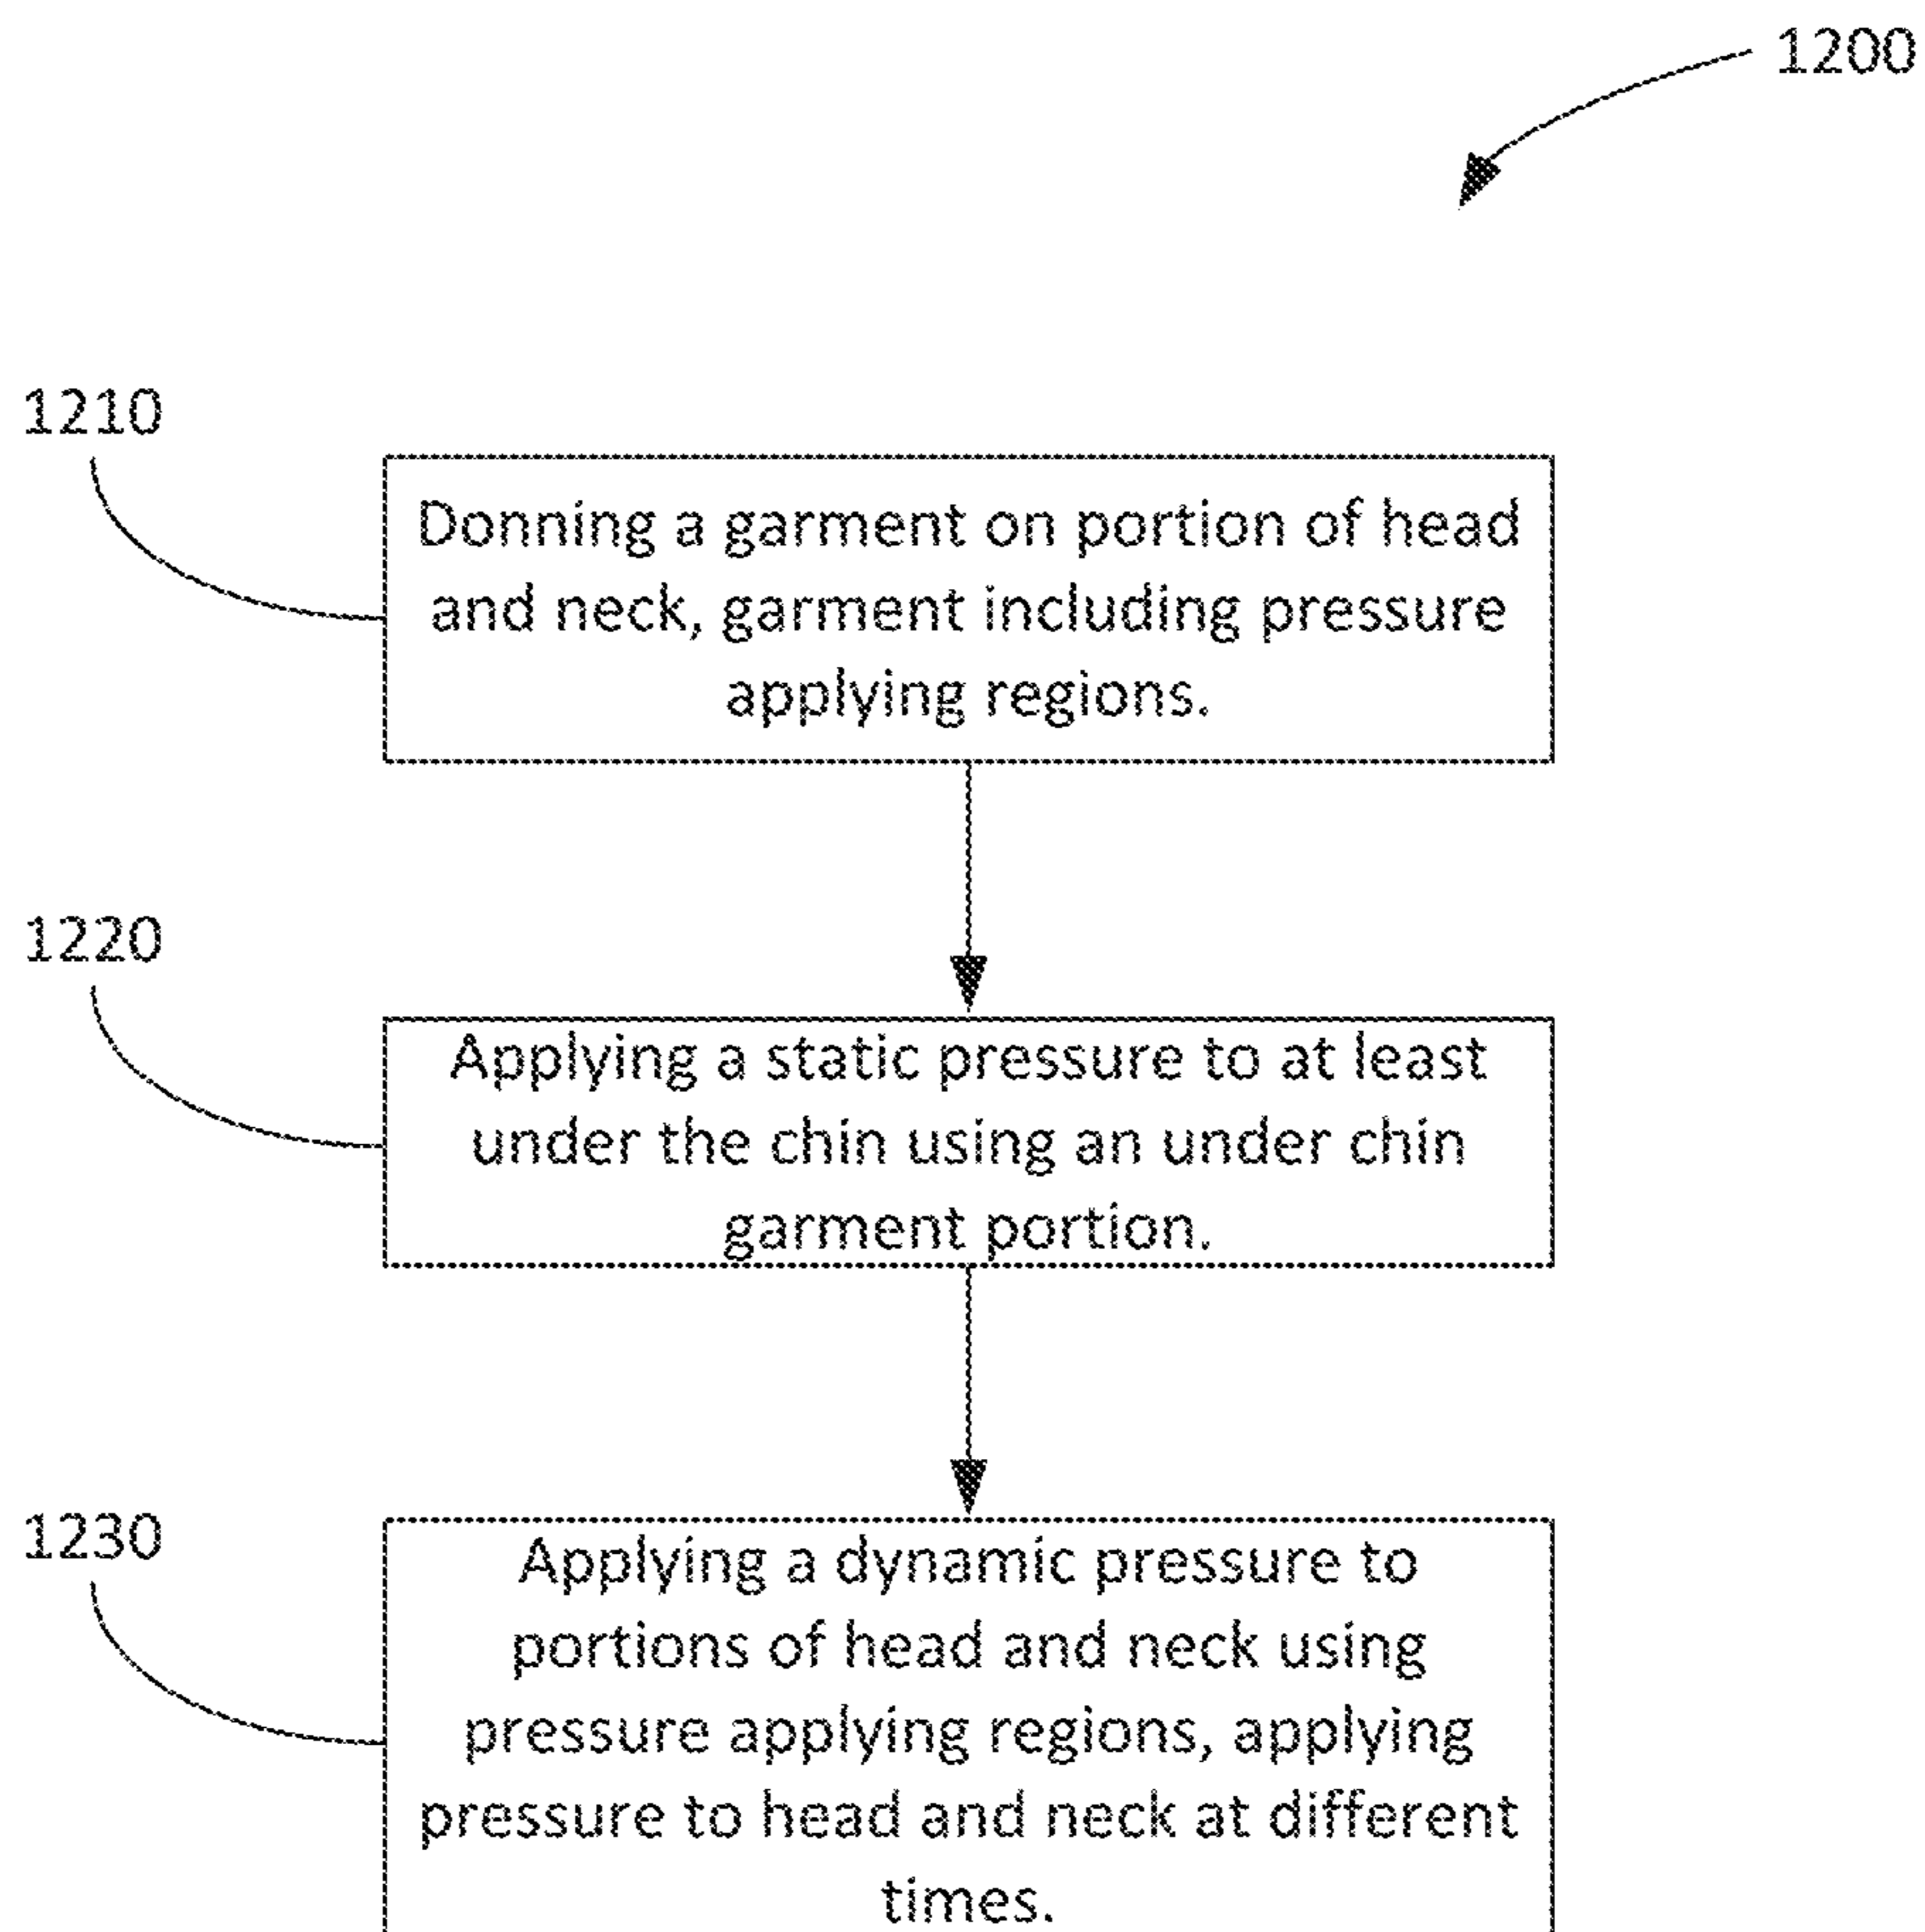 1200
1210
Donning a garment on portion of head
and neck, garment including pressure
applying regions.
1220
Applying a static pressure to at least
under the chin using an under chin
garment portion.
1230
Applying a dynamic pressure to
portions of head and neck using
pressure applying regions, applying
pressure to head and neck at different
times.